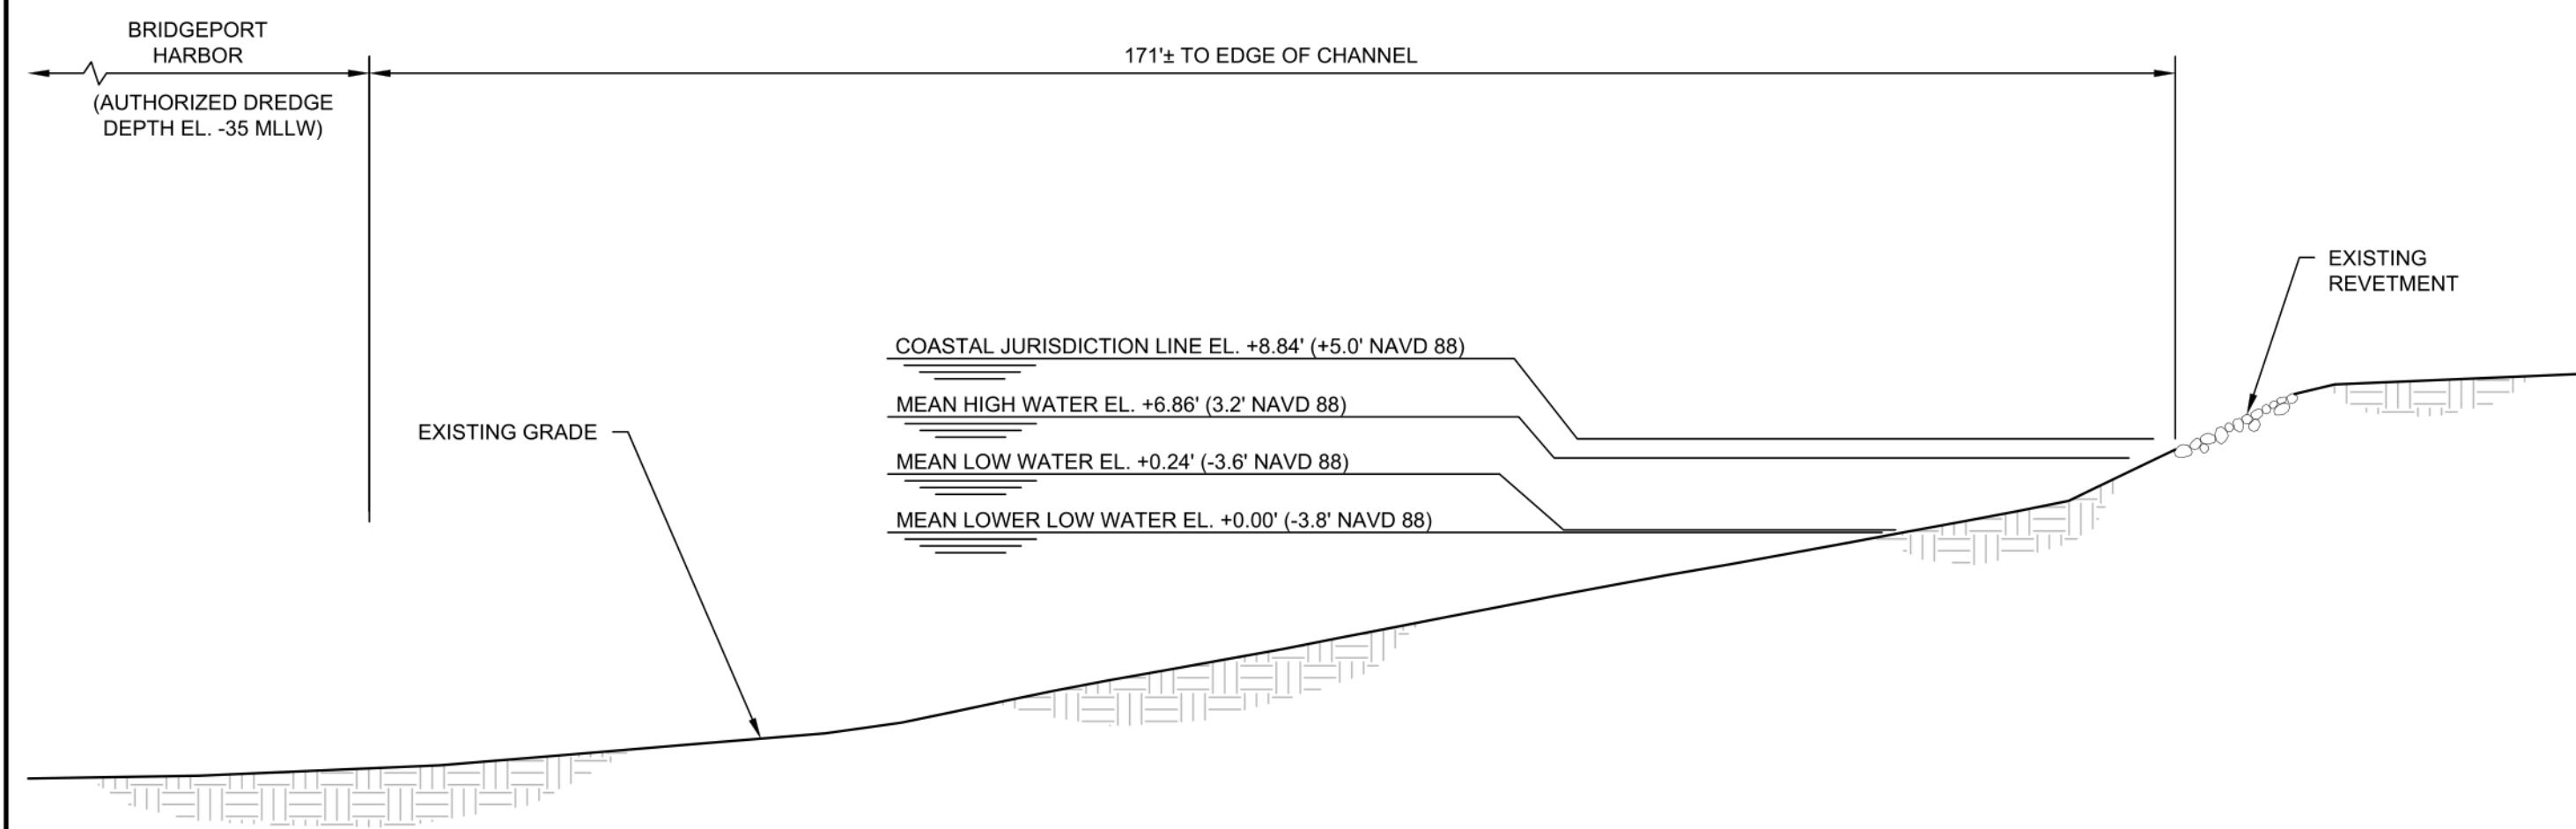 BRIDGEPORT
HARBOR
(AUTHORIZED DREDGE
DEPTH EL. -35 MLLW)
171'± TO EDGE OF CHANNEL
EXISTING
REVETMENT
COASTAL JURISDICTION LINE EL. +8.84' (+5.0' NAVD 88)
MEAN HIGH WATER EL. +6.86' (3.2' NAVD 88)
EXISTING GRADE
MEAN LOW WATER EL. +0.24' (-3.6' NAVD 88)
MEAN LOWER LOW WATER EL. +0.00' (-3.8' NAVD 88)